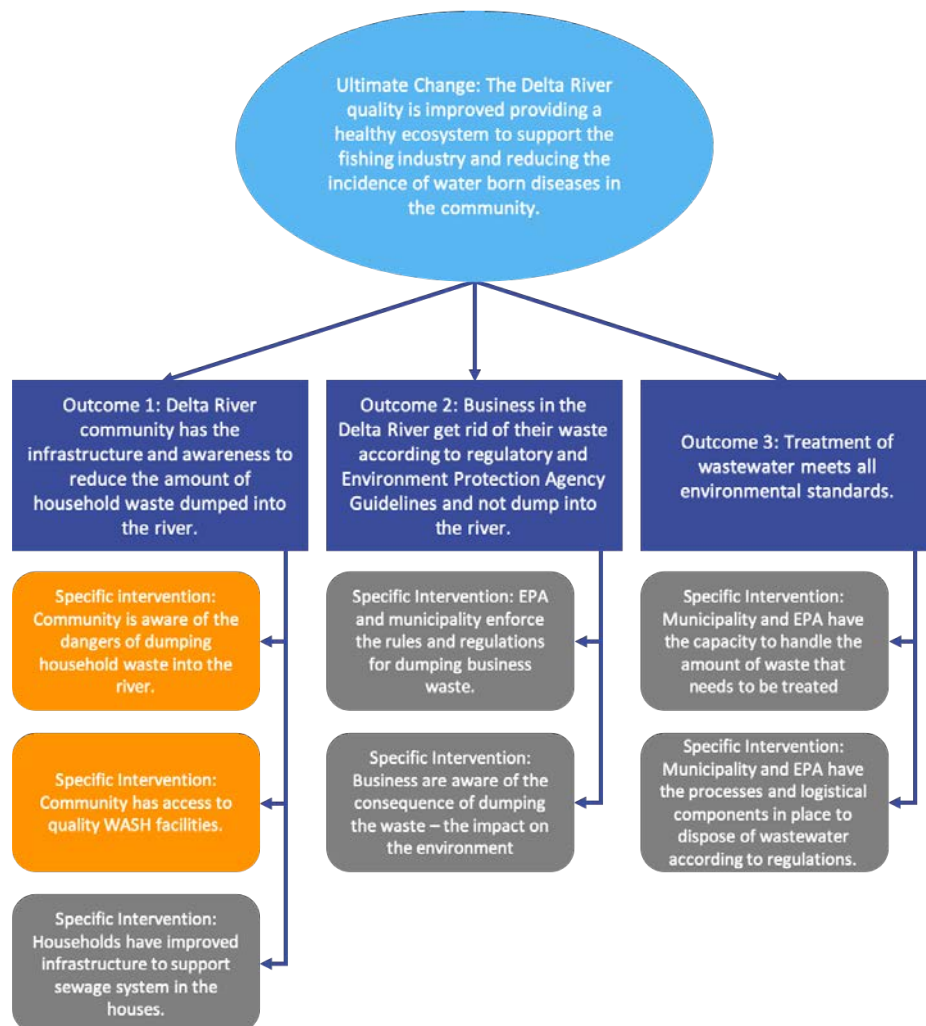 Ultimate Change: The Delta River
quality is improved providing a
healthy ecosystem to support the
fishing industry and reducing the
incidence of water born diseases in
the community.
Outcome 1: Delta River
community has the
infrastructure and awareness to
reduce the amount of
household waste dumped into
the river.
Specific intervention:
Community is aware of the
dangers of dumping
household waste into the
river.
Specific Intervention:
Community has access to
quality WASH facilities.
Specific Intervention:
Households have improved
infrastructure to support
sewage system in the
houses.
Outcome 2: Business in the
Delta River get rid of their waste
according to regulatory and
Environment Protection Agency
Guidelines and not dump into
the river.
Specific Intervention: EPA
and municipality enforce
the rules and regulations
for dumping business
waste.
Specific Intervention:
Business are aware of the
consequence of dumping
the waste – the impact on
the environment
Outcome 3: Treatment of
wastewater meets all
environmental standards.
Specific Intervention:
Municipality and EPA have
the capacity to handle the
amount of waste that
needs to be treated
Specific Intervention:
Municipality and EPA have
the processes and logistical
components in place to
dispose of wastewater
according to regulations.